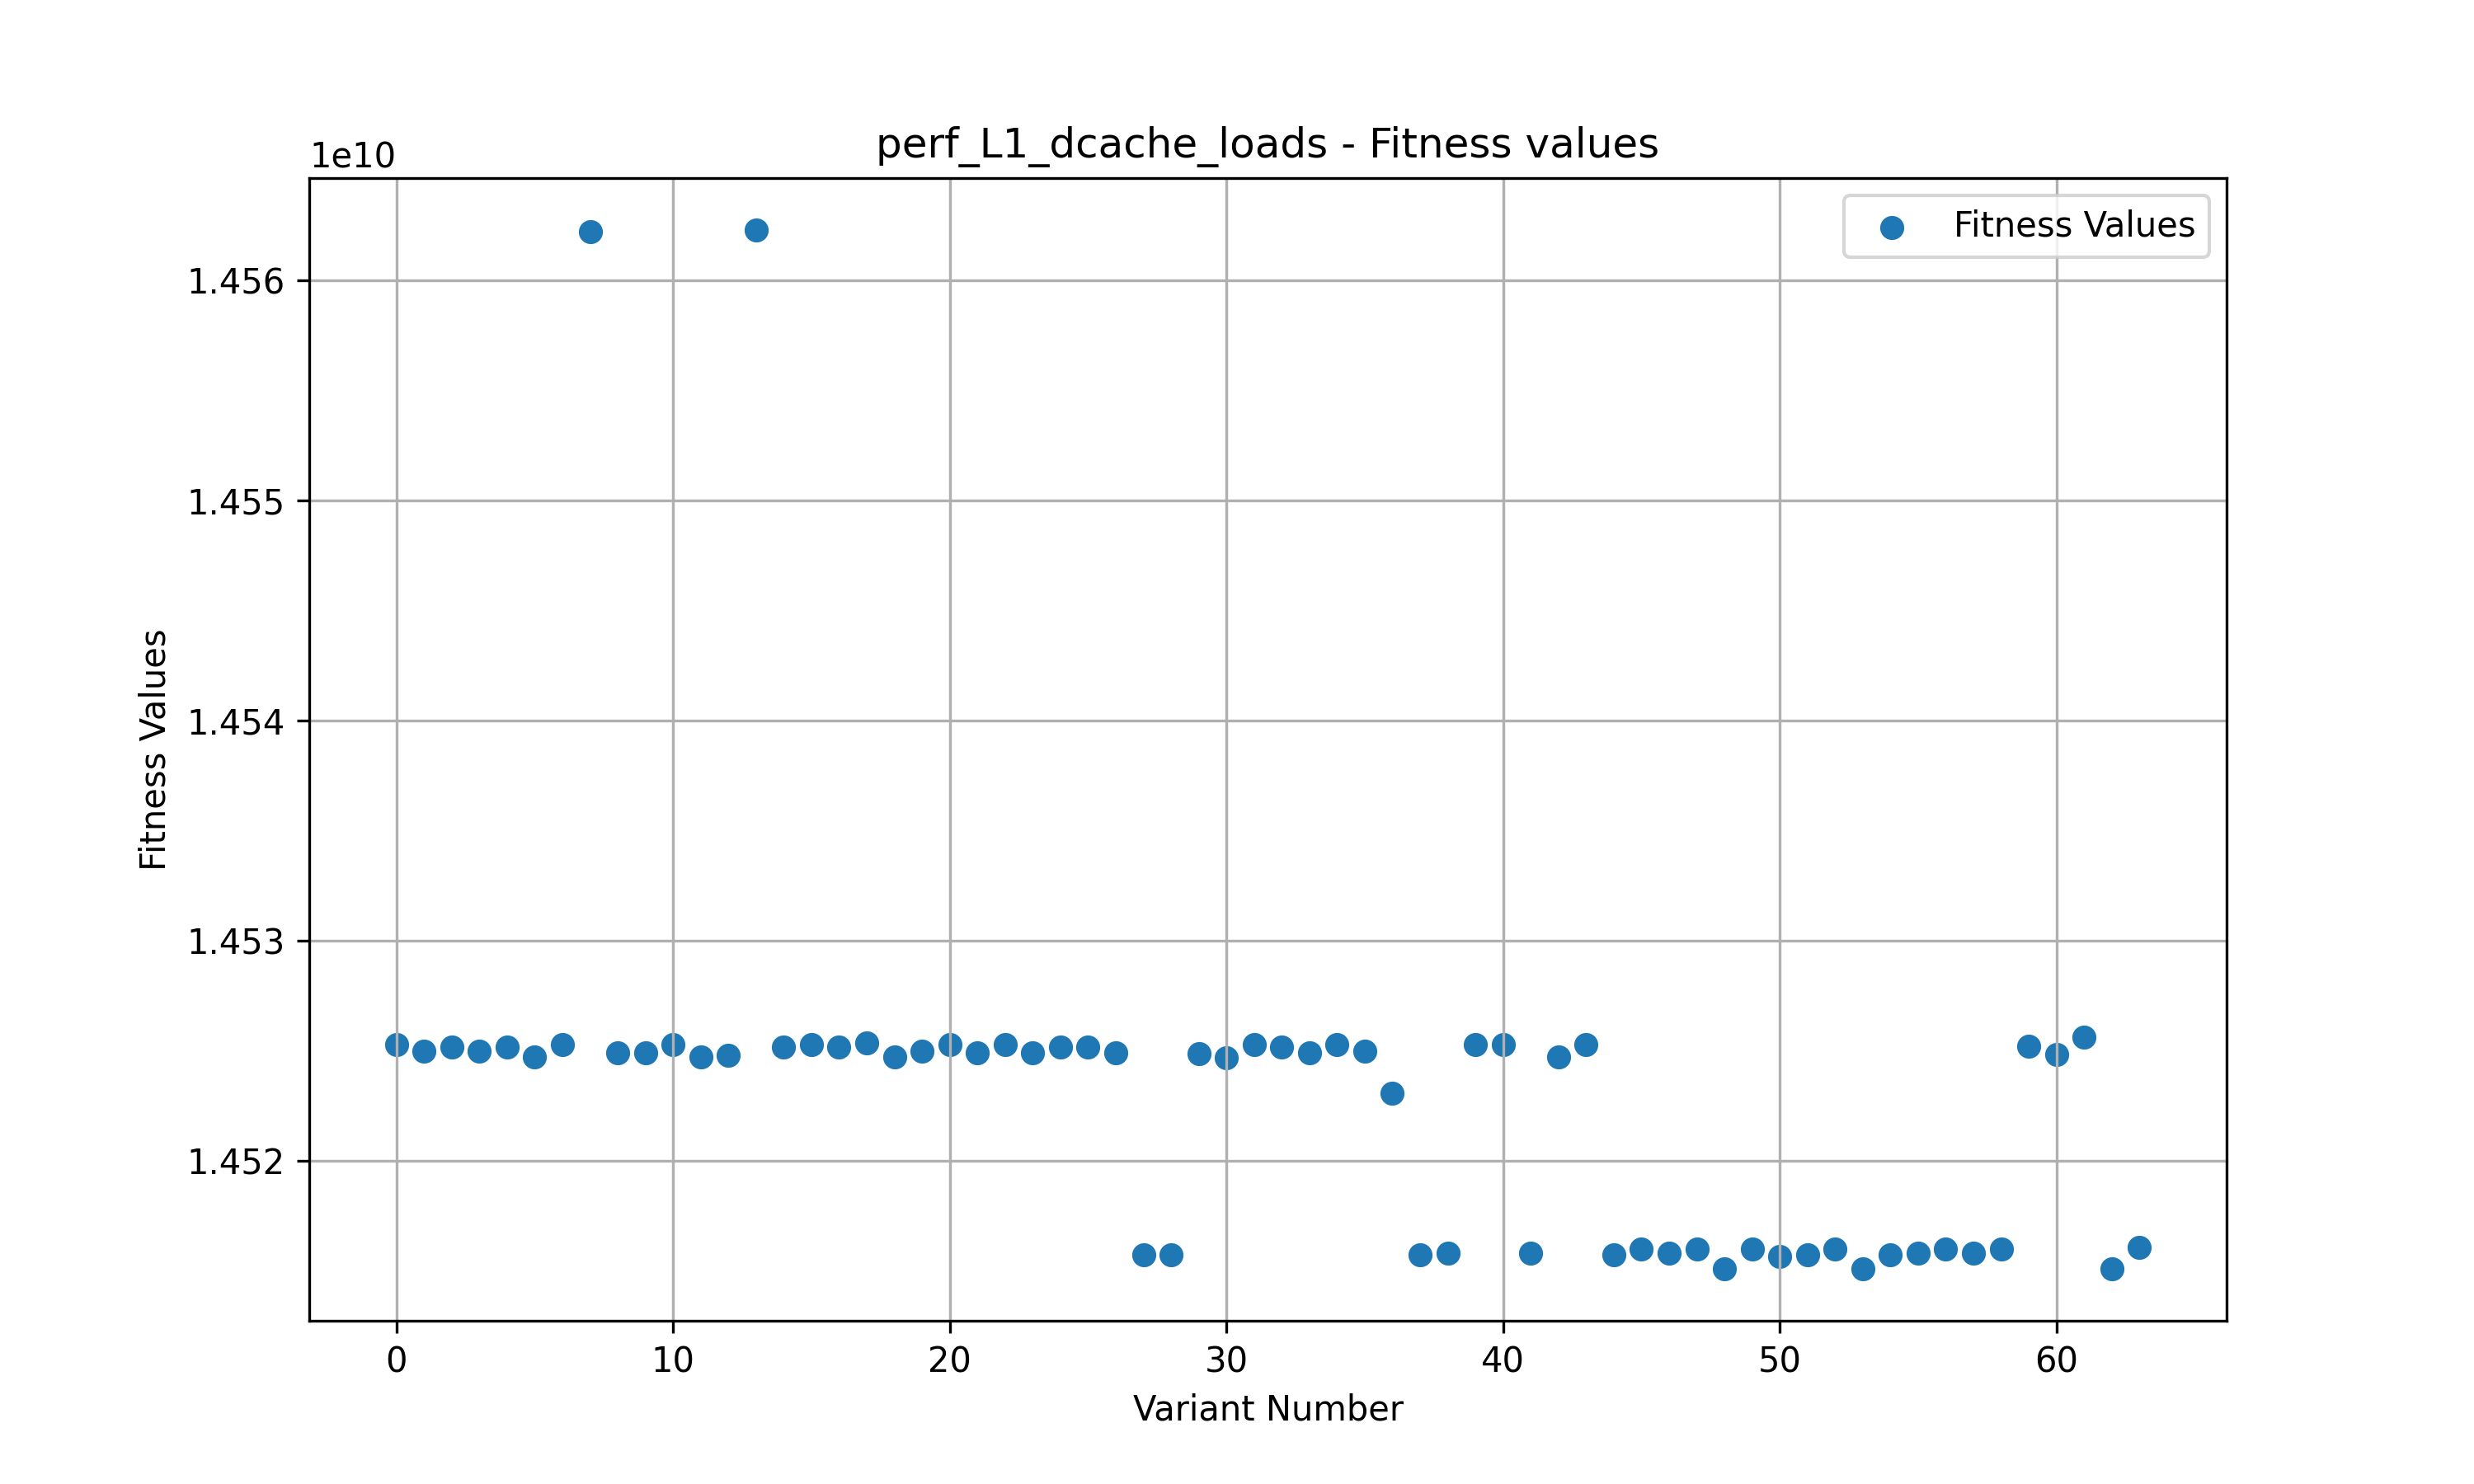 perf_L1_dcache_loads - Fitness values
1e10
Fitness Values
1.456
1.455
1.454
1.453
1.452
Fitness Values
0 10 20 30 40 50 60
Variant Number